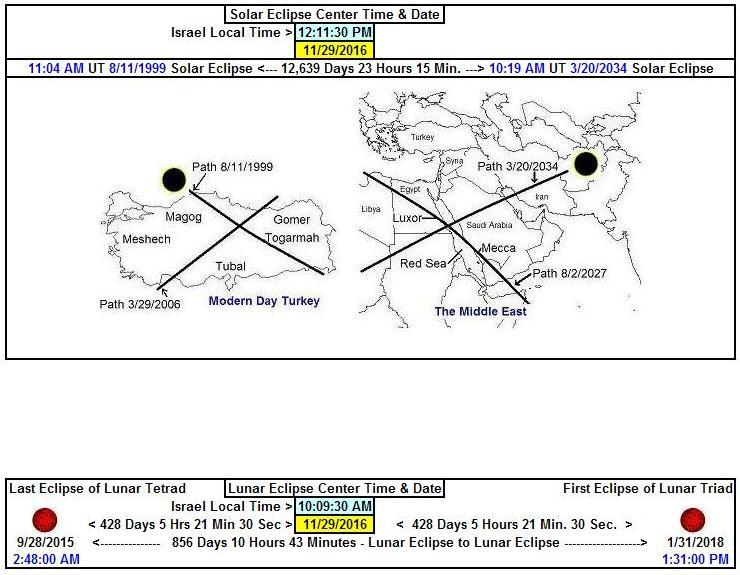 Solar Eclipse Center Time & Date
Israel Local Time > 12:11:30 PM
11/29/2016
11:04 AM UT 8/11/1999 Solar Eclipse <--- 12,639 Days 23 Hours 15 Min. ---> 10:19 AM UT 3/20/2034 Solar Eclipse
Path 8/11/1999
Magog
Gomer
Meshech
Togarmah
Tubal
Path 3/29/2006
Modern Day Turkey
Turkey
Syria
Path 3/20/2034
Egypt
Iran
Libya
Luxor
Saudi Arabia
Mecca
Red Sea
Path 8/2/2027
The Middle East
Last Eclipse of Lunar Tetrad Lunar Eclipse Center Time & Date First Eclipse of Lunar Triad
Israel Local Time > 10:09:30 AM
< 428 Days 5 Hrs 21 Min 30 Sec > 11/29/2016 < 428 Days 5 Hours 21 Min. 30 Sec. >
9/28/2015 <-------------- 856 Days 10 Hours 43 Minutes - Lunar Eclipse to Lunar Eclipse ----------------> 1/31/2018
2:48:00 AM 1:31:00 PM